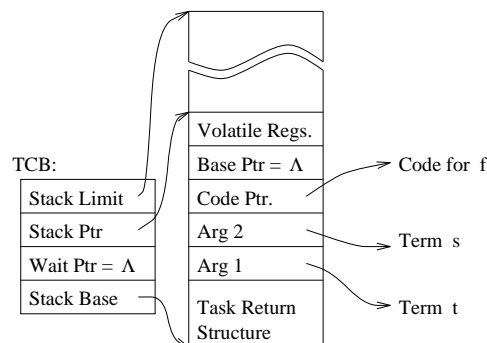 Volatile Regs.
TCB:
Base Ptr = Λ
Code for f
Stack Limit
Code Ptr.
Stack Ptr
Arg 2
Term s
Wait Ptr = Λ
Arg 1
Stack Base
Term t
Task Return
Structure